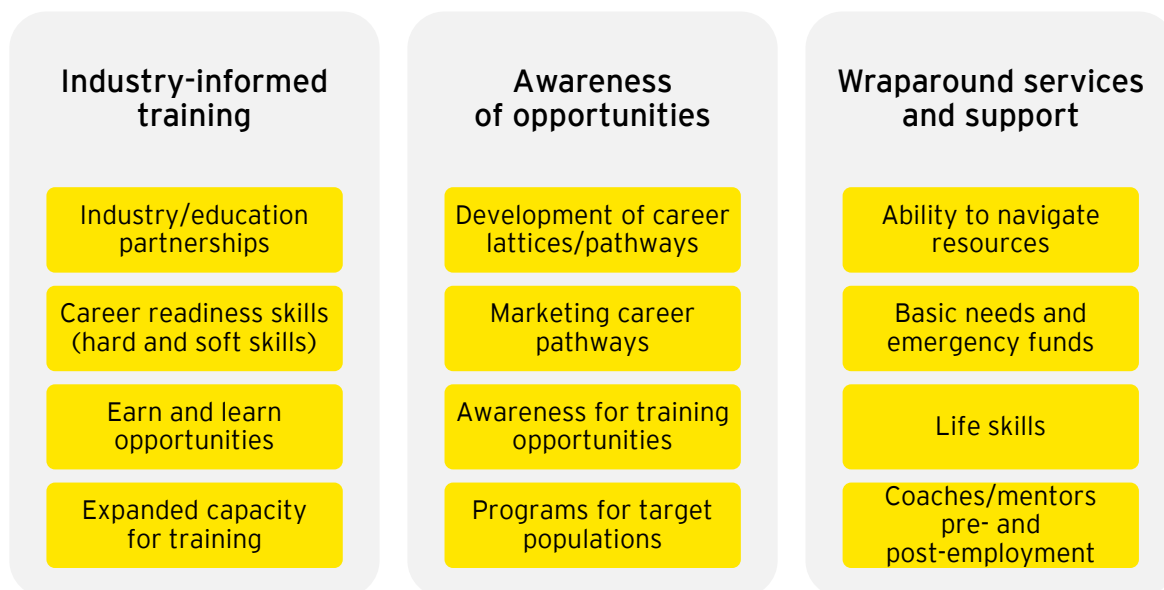 Industry-informed
training
Industry/education
partnerships
Career readiness skills
(hard and soft skills)
Earn and learn
opportunities
Expanded capacity
for training
Awareness
of opportunities
Development of career
lattices/pathways
Marketing career
pathways
Awareness for training
opportunities
Programs for target
populations
Wraparound services
and support
Ability to navigate
resources
Basic needs and
emergency funds
Life skills
Coaches/mentors
pre- and
post-employment